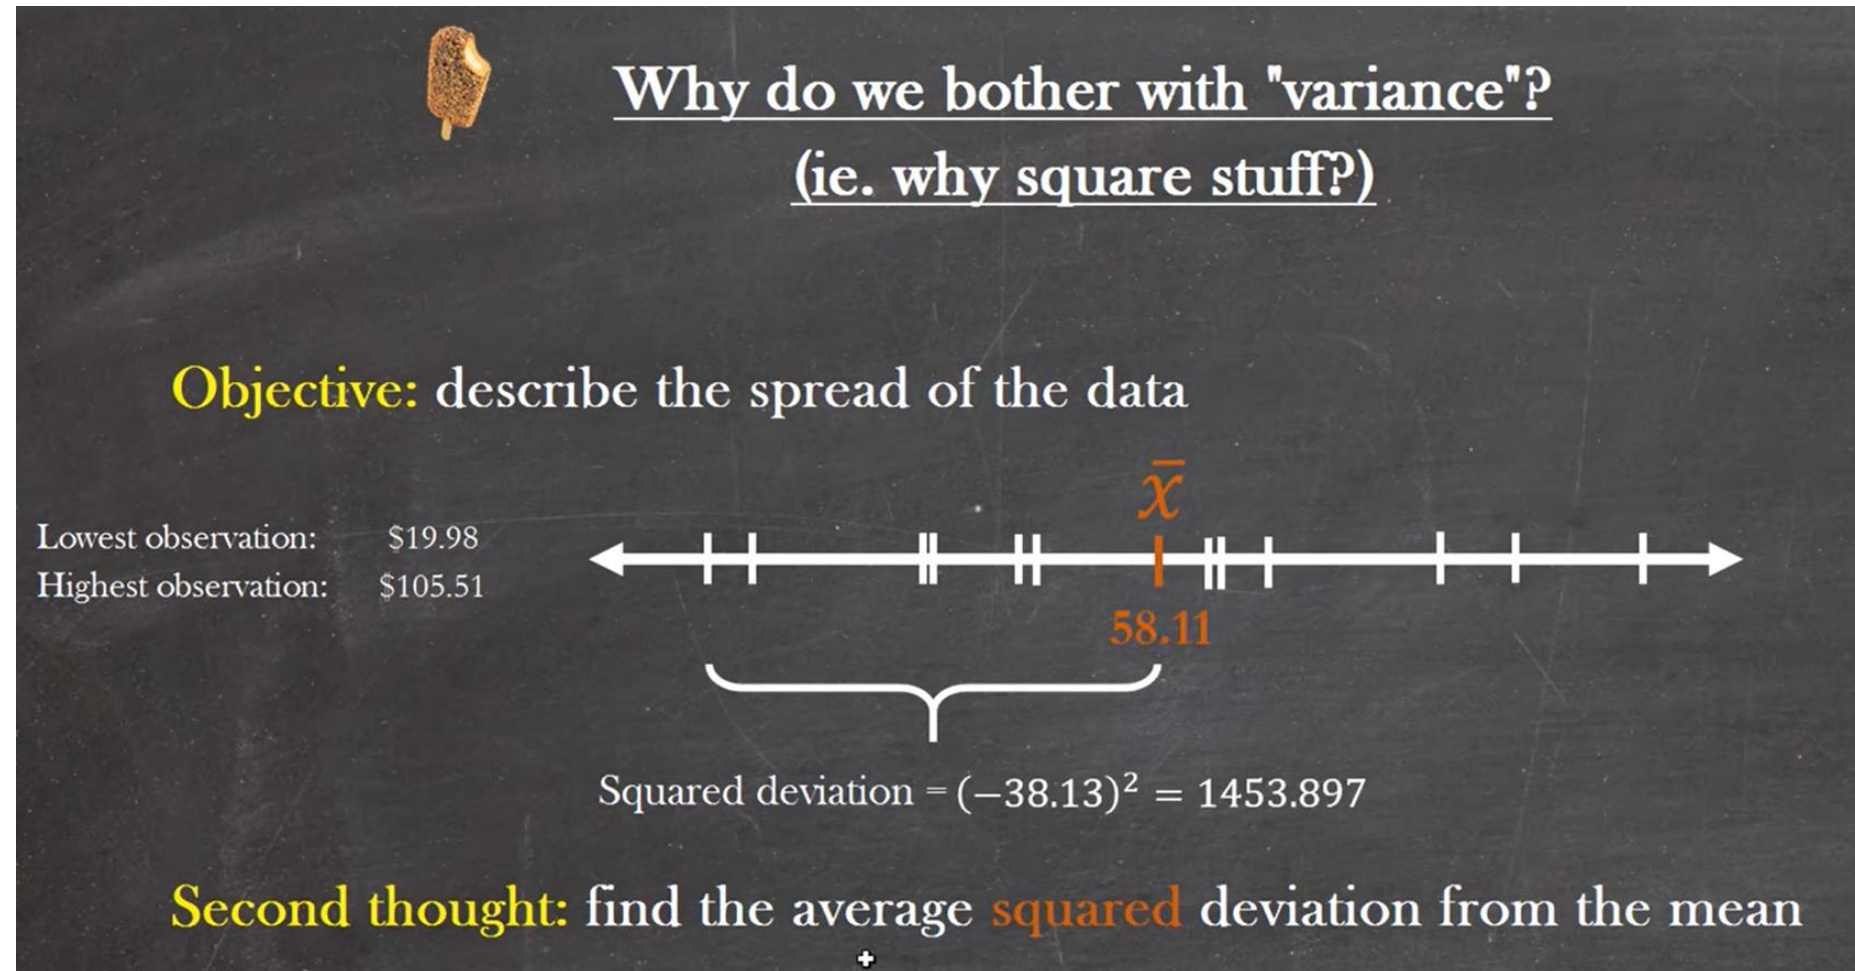 Why do we bother with "variance"?
(ie. why square stuff?)
Objective: describe the spread of the data
x̄
Lowest observation: $19.98
Highest observation: $105.51
58.11
Squared deviation = (−38.13)² = 1453.897
Second thought: find the average squared deviation from the mean